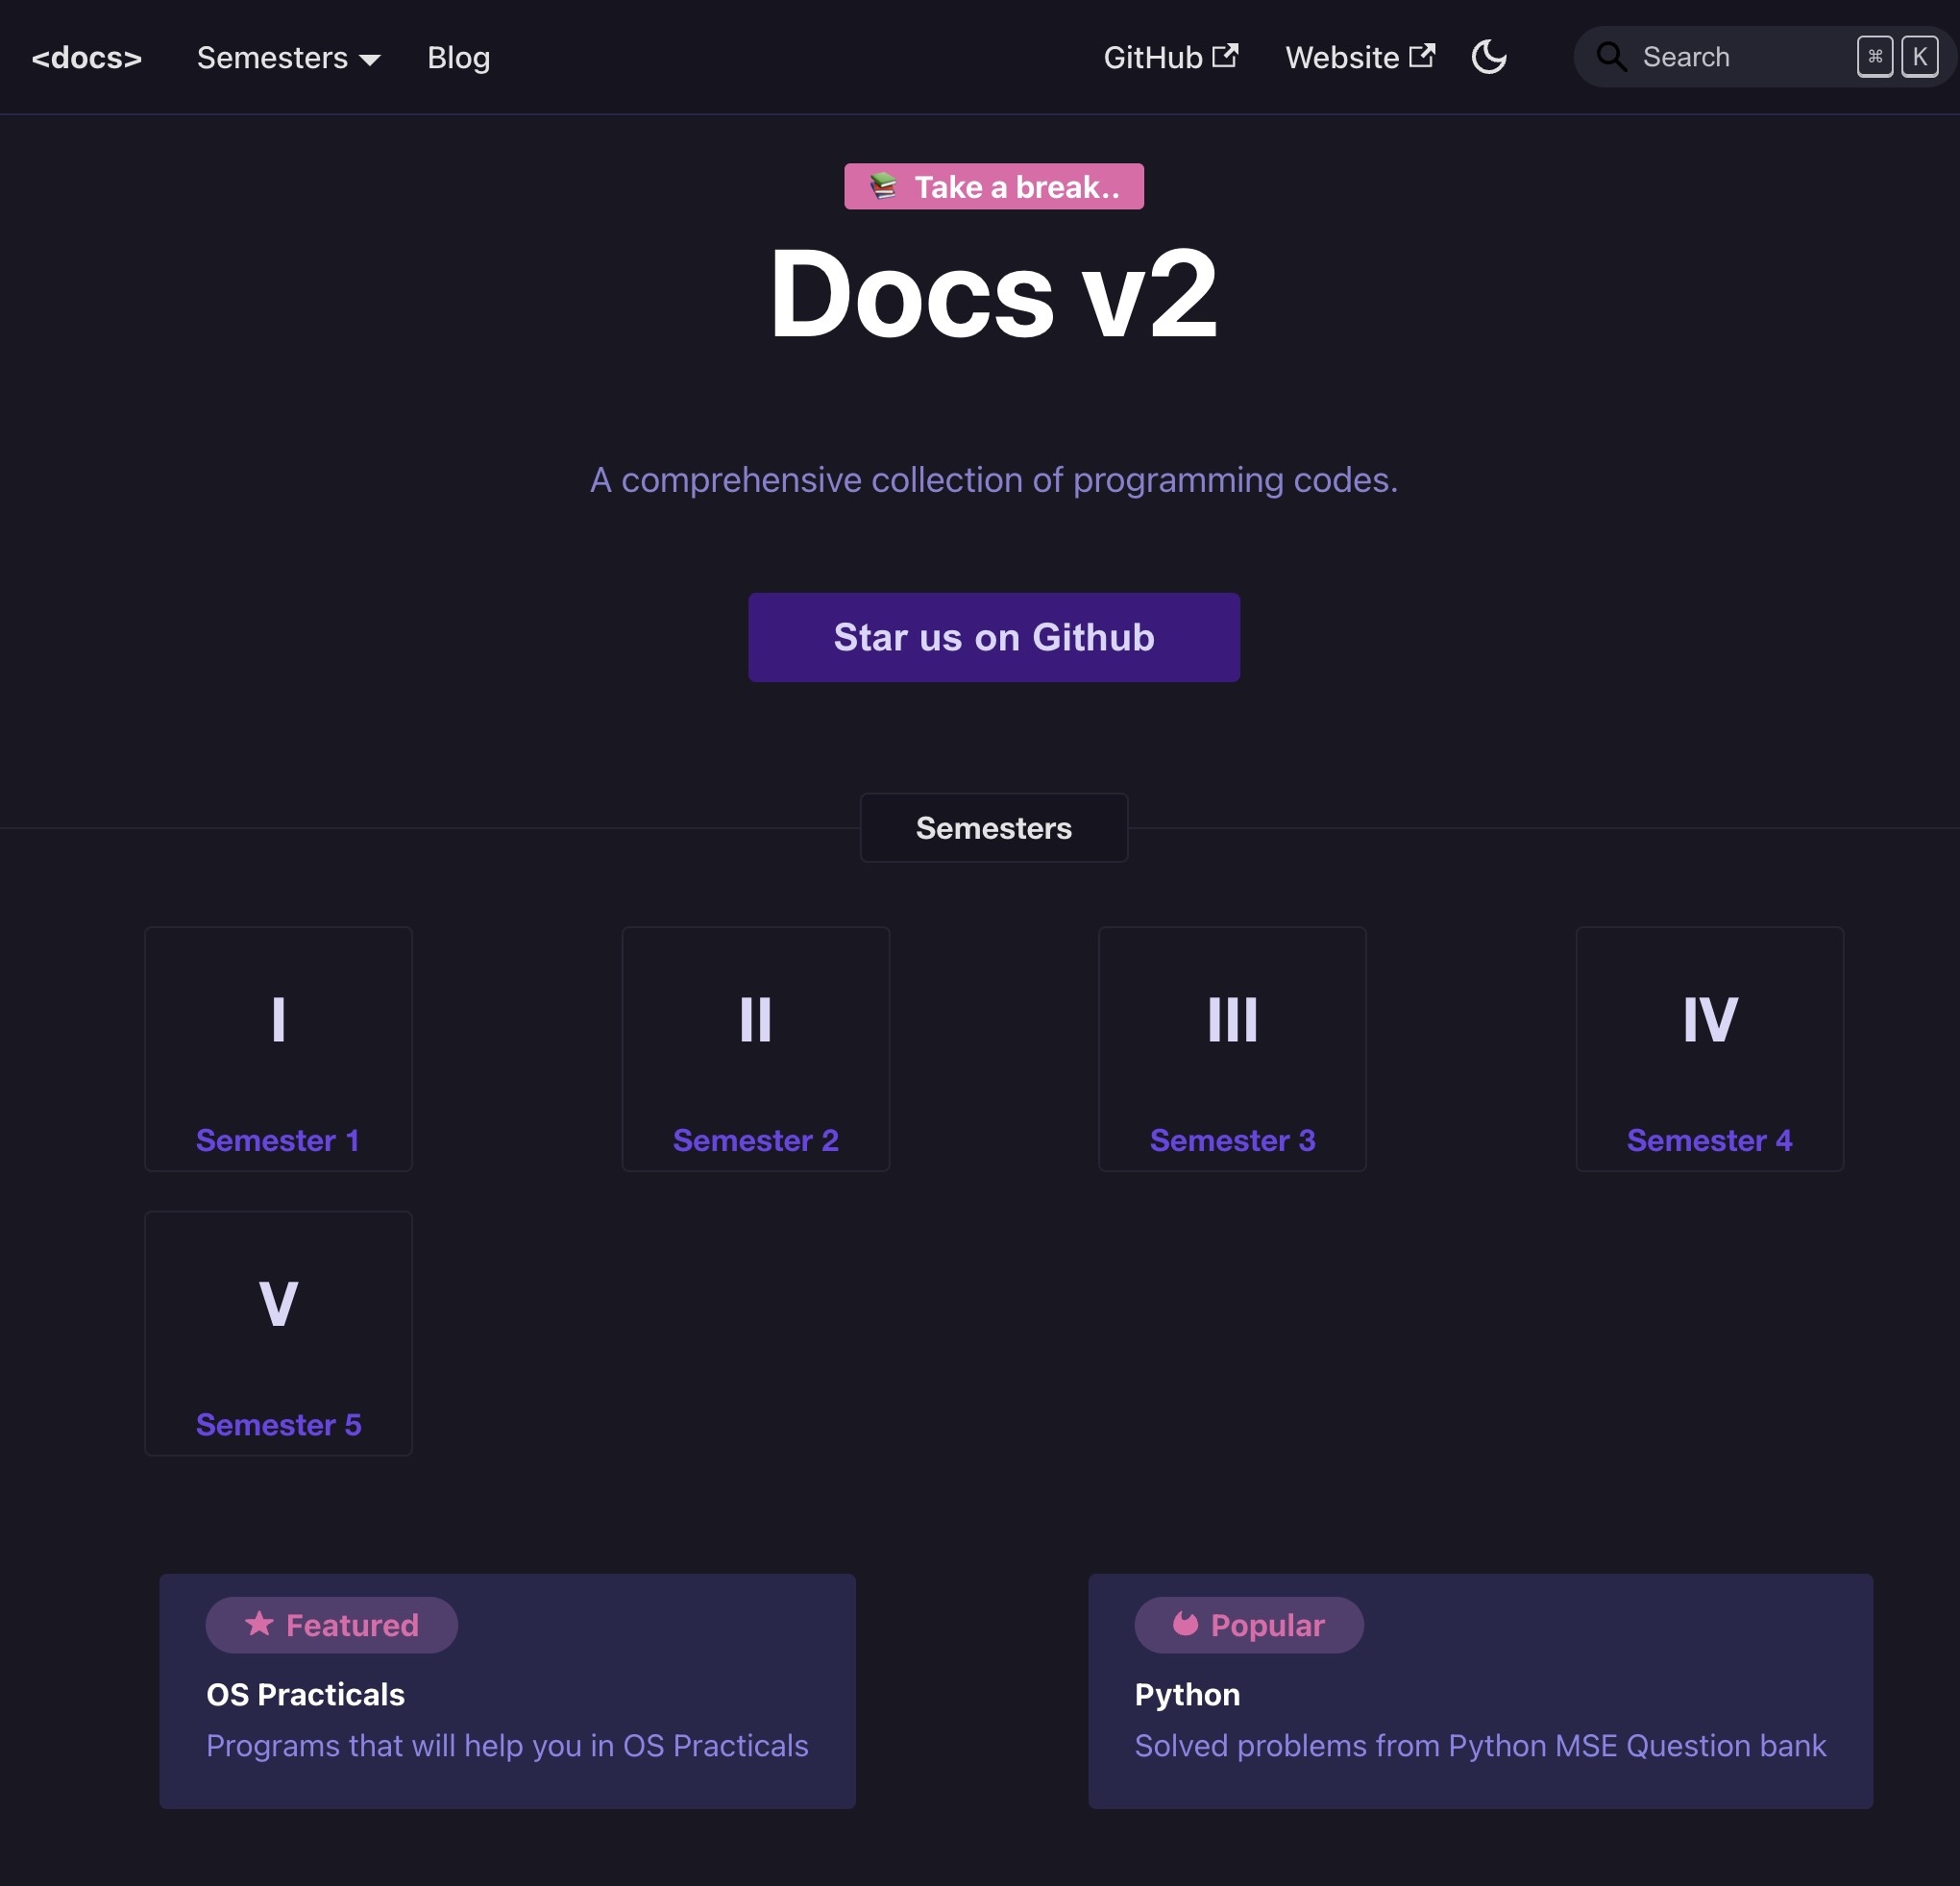 <docs> Semesters Blog GitHub Website Search ⌘ K
Take a break..
Docs v2
A comprehensive collection of programming codes.
Star us on Github
Semesters
I II III IV
Semester 1 Semester 2 Semester 3 Semester 4
V
Semester 5
Featured
OS Practicals
Programs that will help you in OS Practicals
Popular
Python
Solved problems from Python MSE Question bank